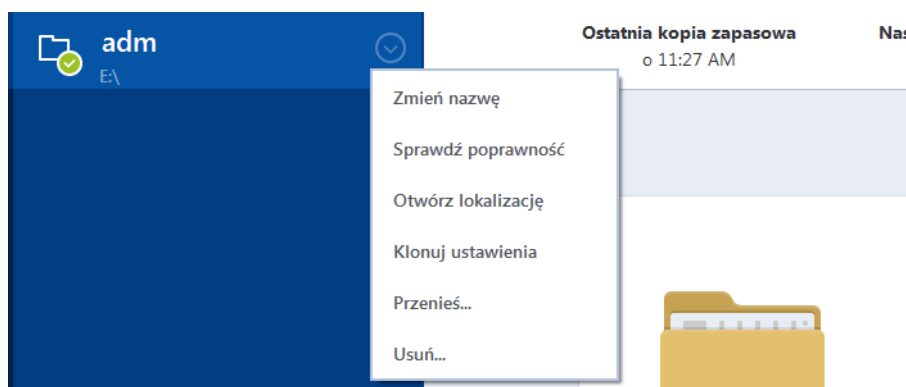 adm
E:\
Ostatnia kopia zapasowa
o 11:27 AM
Zmień nazwę
Sprawdź poprawność
Otwórz lokalizację
Klonuj ustawienia
Przenieś...
Usuń...